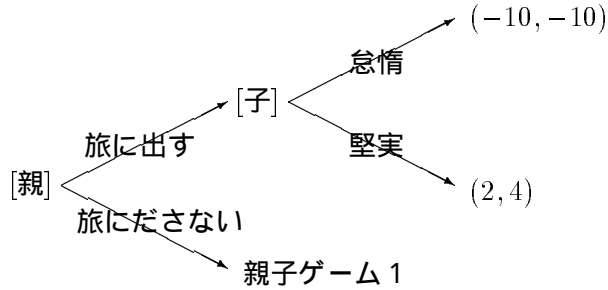 (−10, −10)
怠惰
[子]
旅に出す
堅実
[親]
(2, 4)
旅にださない
親子ゲーム 1